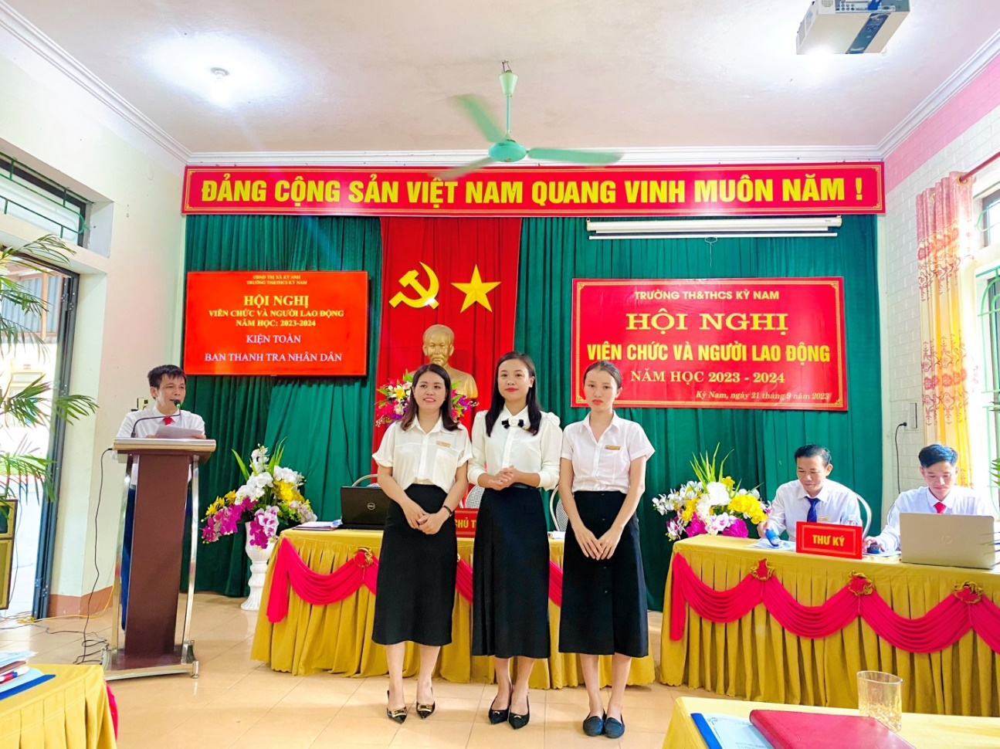 ĐẢNG CỘNG SẢN VIỆT NAM QUANG VINH MUÔN NĂM !
UBND THỊ XÃ KỲ ANH
TRƯỜNG TH&THCS KỲ NAM
HỘI NGHỊ
VIÊN CHỨC VÀ NGƯỜI LAO ĐỘNG
NĂM HỌC: 2023-2024
KIỆN TOÀN
BAN THANH TRA NHÂN DÂN
TRƯỜNG TH&THCS KỲ NAM
HỘI NGHỊ
VIÊN CHỨC VÀ NGƯỜI LAO ĐỘNG
NĂM HỌC 2023 - 2024
Kỳ Nam, ngày 21 tháng 9 năm 2023
CHỦ T
THƯ KÝ
DELL